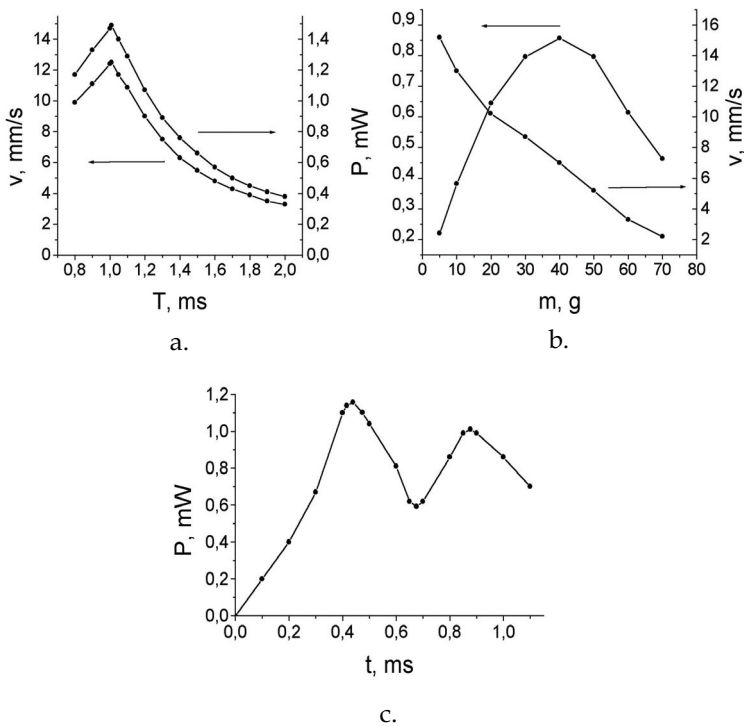 v, mm/s
14
12
10
8
6
4
2
0
0,8 1,0 1,2 1,4 1,6 1,8 2,0
T, ms
1,4
1,2
1,0
0,8
0,6
0,4
0,2
0,0
P, mW
a.
P, mW
0,9
0,8
0,7
0,6
0,5
0,4
0,3
0,2
0 10 20 30 40 50 60 70 80
m, g
16
14
12
10
8
6
4
2
v, mm/s
b.
P, mW
1,2
1,0
0,8
0,6
0,4
0,2
0,0
0,0 0,2 0,4 0,6 0,8 1,0
t, ms
c.